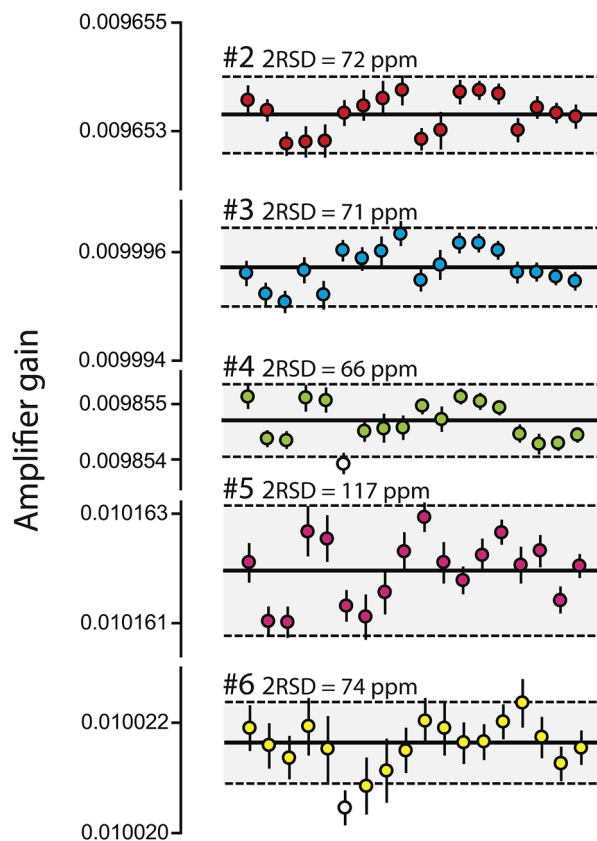 0.009655
#2 2RSD = 72 ppm
0.009653
#3 2RSD = 71 ppm
0.009996
0.009994
#4 2RSD = 66 ppm
0.009855
0.009854
#5 2RSD = 117 ppm
0.010163
0.010161
#6 2RSD = 74 ppm
0.010022
0.010020
Amplifier gain